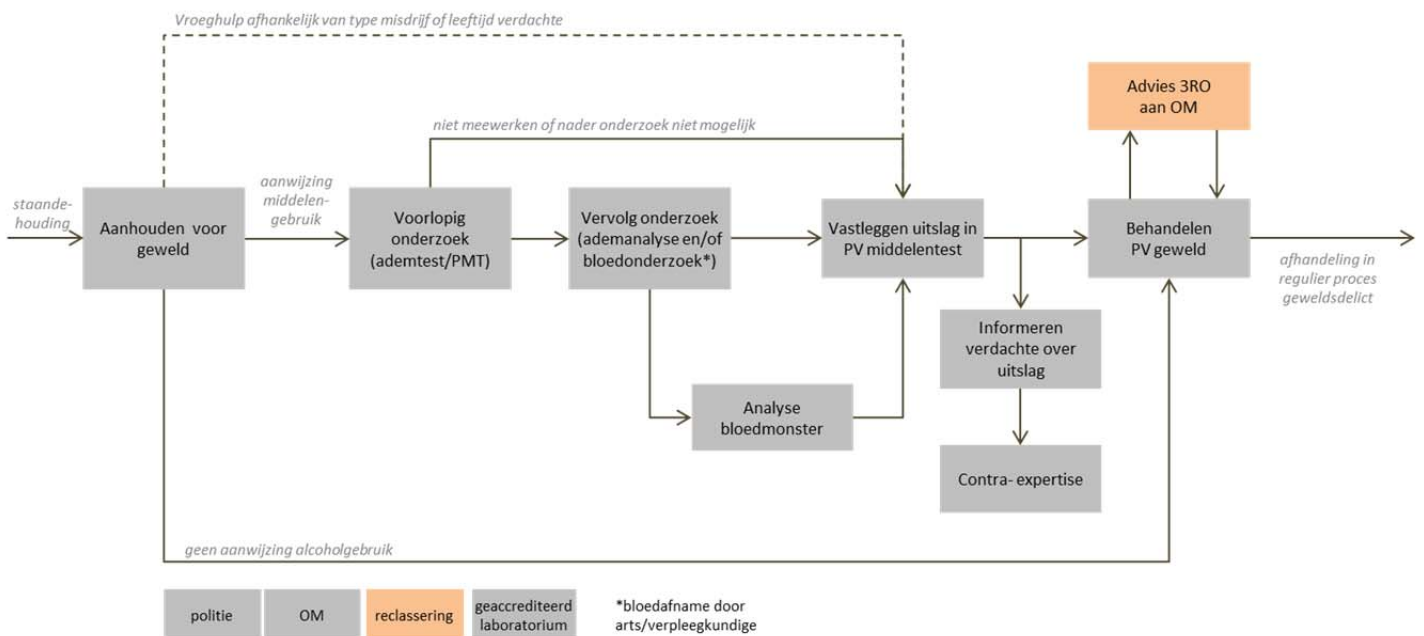 Vroeghulp afhankelijk van type misdrijf of leeftijd verdachte
Advies 3RO
aan OM
niet meewerken of nader onderzoek niet mogelijk
staande-
houding
Aanhouden voor
geweld
aanwijzing
middelen-
gebruik
Voorlopig
onderzoek
(ademtest/PMT)
Vervolg onderzoek
(ademanalyse en/of
bloedonderzoek*)
Vastleggen uitslag in
PV middelentest
Behandelen
PV geweld
afhandeling in
regulier proces
geweldsdelict
Informeren
verdachte over
uitslag
Analyse
bloedmonster
Contra- expertise
geen aanwijzing alcoholgebruik
politie
OM
reclassering
geaccrediteerd
laboratorium
*bloedafname door
arts/verpleegkundige